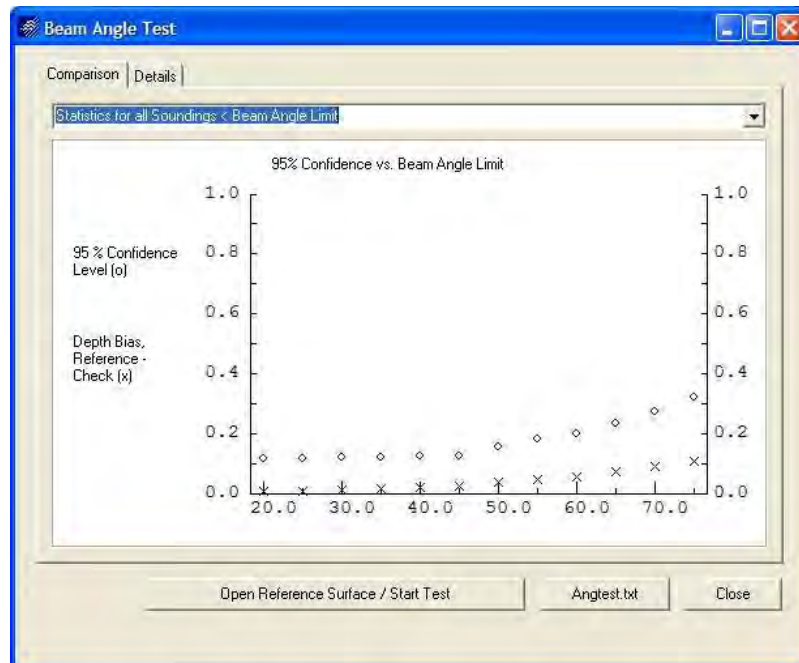 Beam Angle Test
Comparison Details
Statistics for all Soundings < Beam Angle Limit
95% Confidence vs. Beam Angle Limit
95 % Confidence
Level (o)
Depth Bias,
Reference -
Check (x)
1.0
0.8
0.6
0.4
0.2
0.0
1.0
0.8
0.6
0.4
0.2
0.0
20.0 30.0 40.0 50.0 60.0 70.0
Open Reference Surface / Start Test Angtest.txt Close